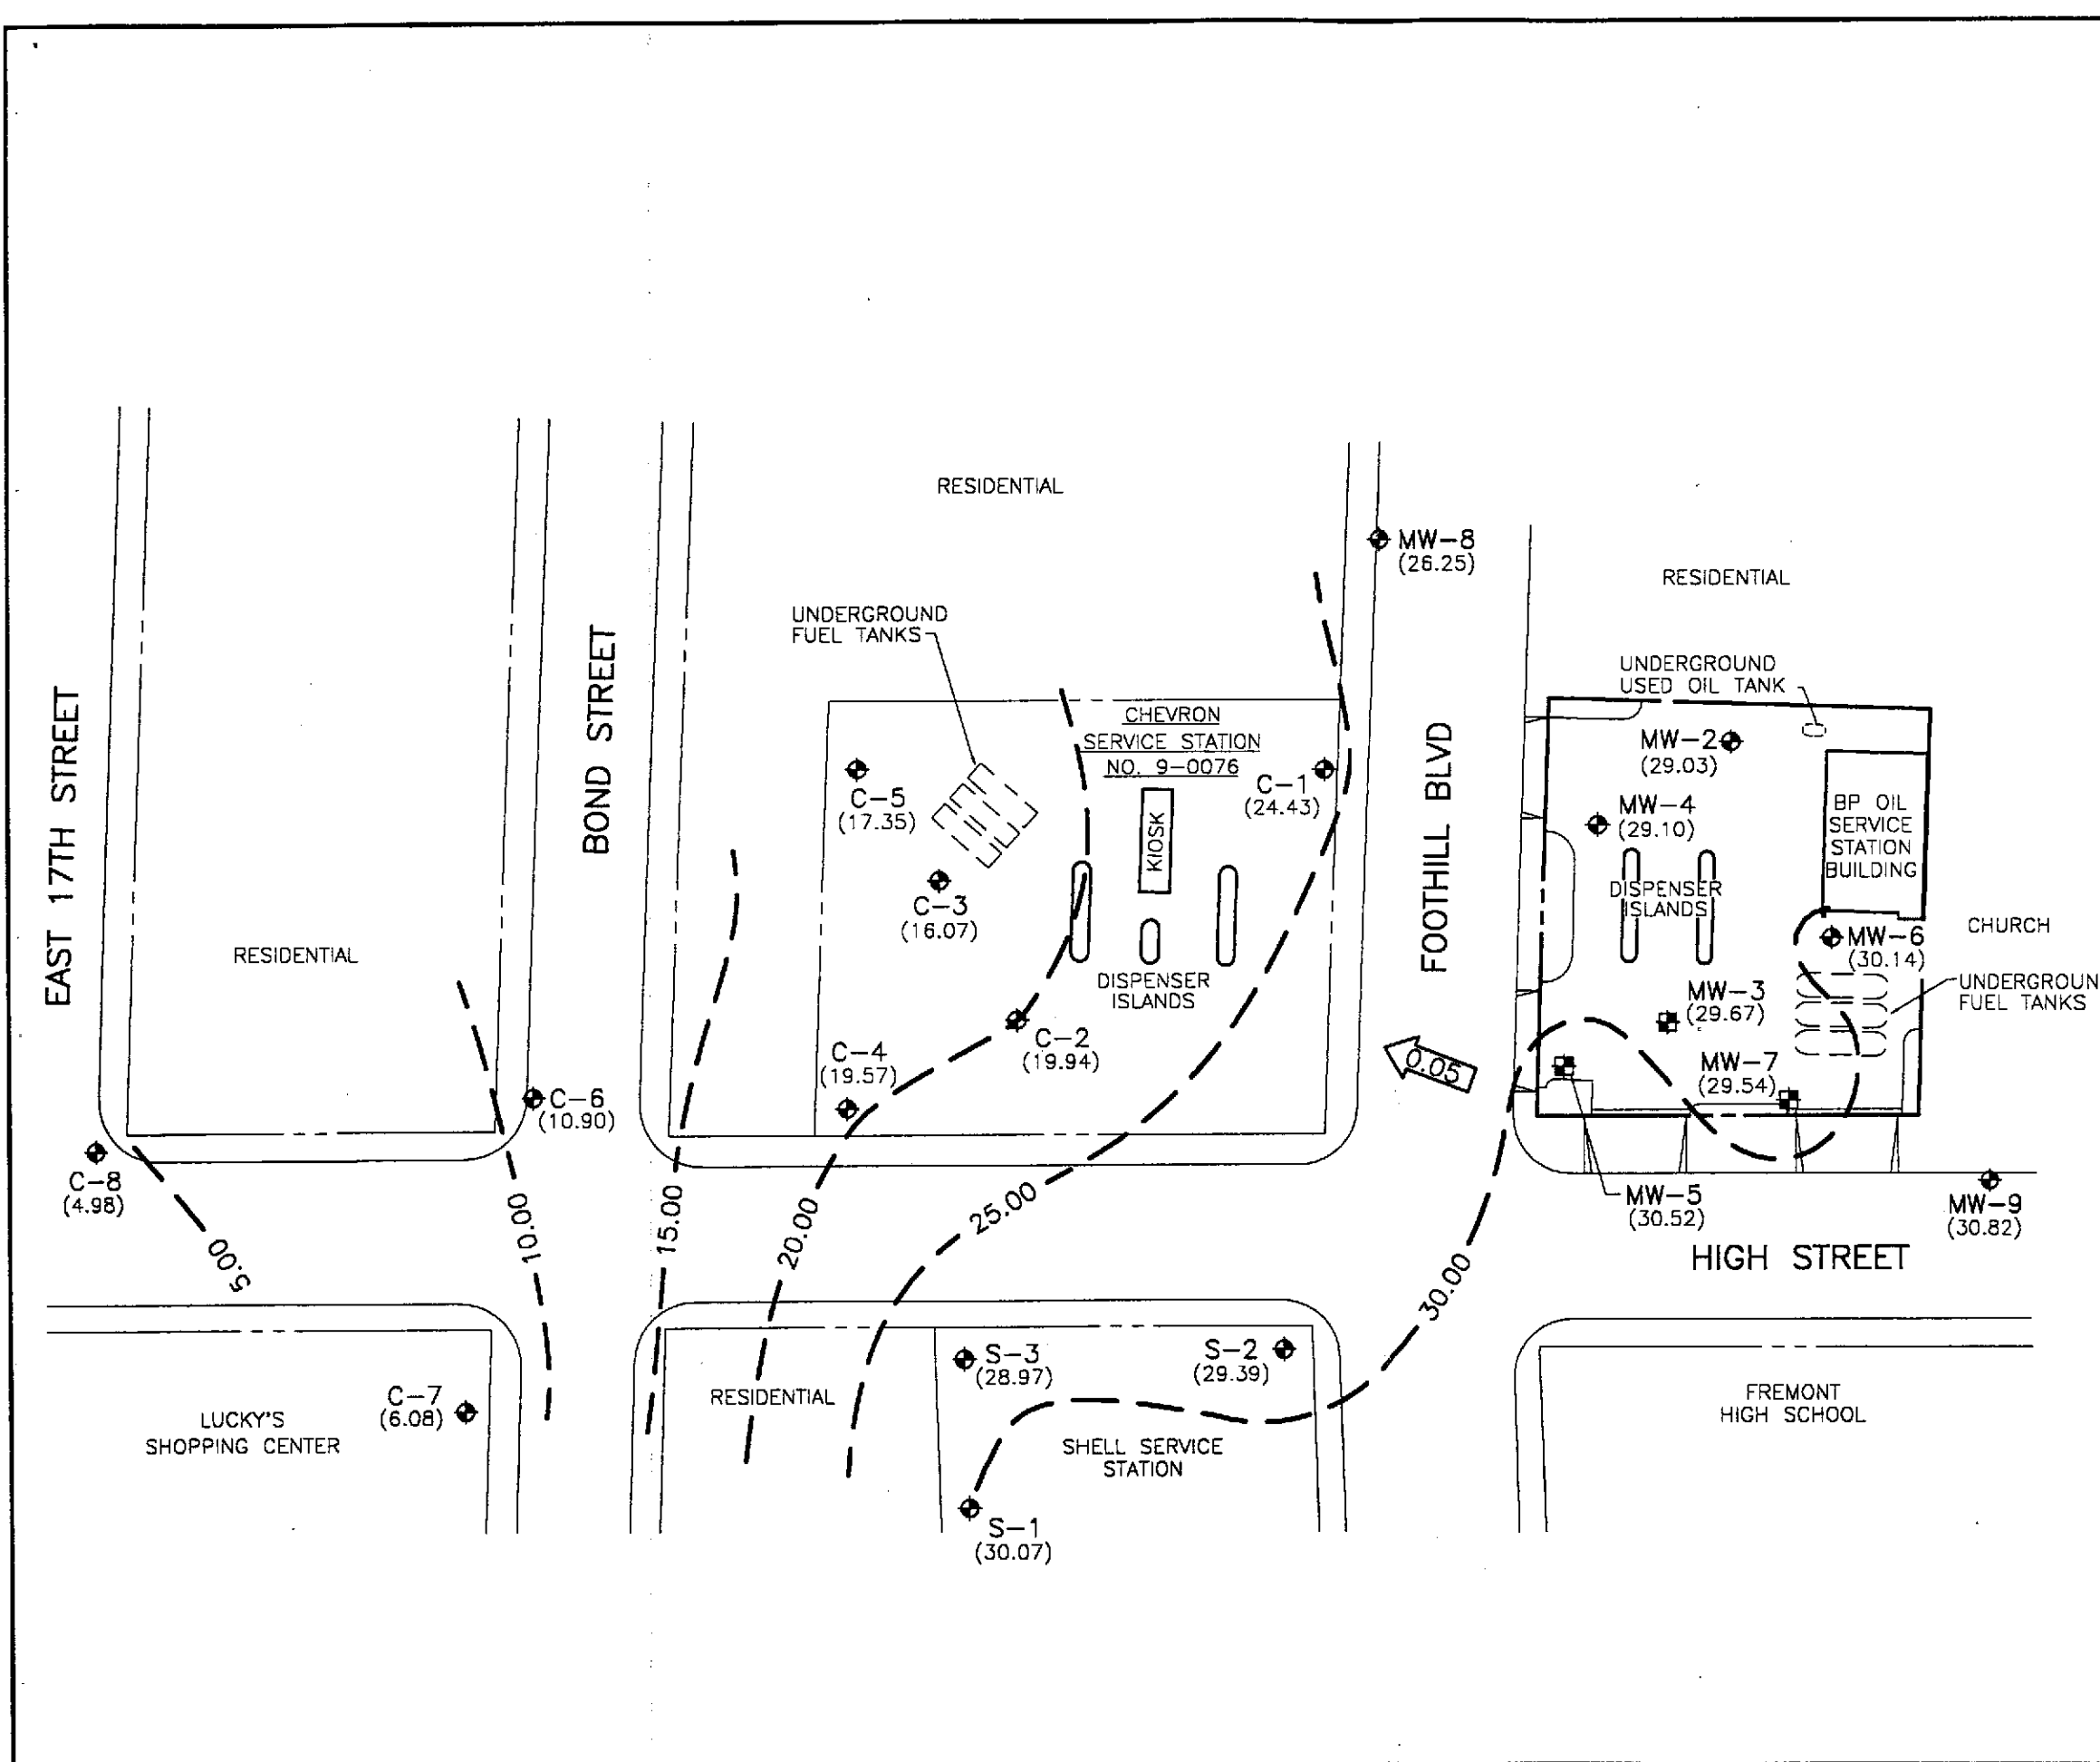 RESIDENTIAL
MW-8
(26.25)
RESIDENTIAL
UNDERGROUND
FUEL TANKS
UNDERGROUND
USED OIL TANK
EAST 17TH STREET
BOND STREET
CHEVRON
SERVICE STATION
NO. 9-0076
KIOSK
C-5
(17.35)
C-1
(24.43)
FOOTHILL BLVD
MW-2
(29.03)
MW-4
(29.10)
BP OIL
SERVICE
STATION
BUILDING
DISPENSER
ISLANDS
C-3
(16.07)
RESIDENTIAL
CHURCH
MW-6
(30.14)
UNDERGROUN
FUEL TANKS
DISPENSER
ISLANDS
MW-3
(29.67)
C-2
(19.94)
C-4
(19.57)
0.05
MW-7
(29.54)
C-6
(10.90)
C-8
(4.98)
MW-5
(30.52)
MW-9
(30.82)
5.00
10.00
15.00
20.00
25.00
30.00
HIGH STREET
S-3
(28.97)
S-2
(29.39)
C-7
(6.08)
RESIDENTIAL
LUCKY'S
SHOPPING CENTER
FREMONT
HIGH SCHOOL
SHELL SERVICE
STATION
S-1
(30.07)